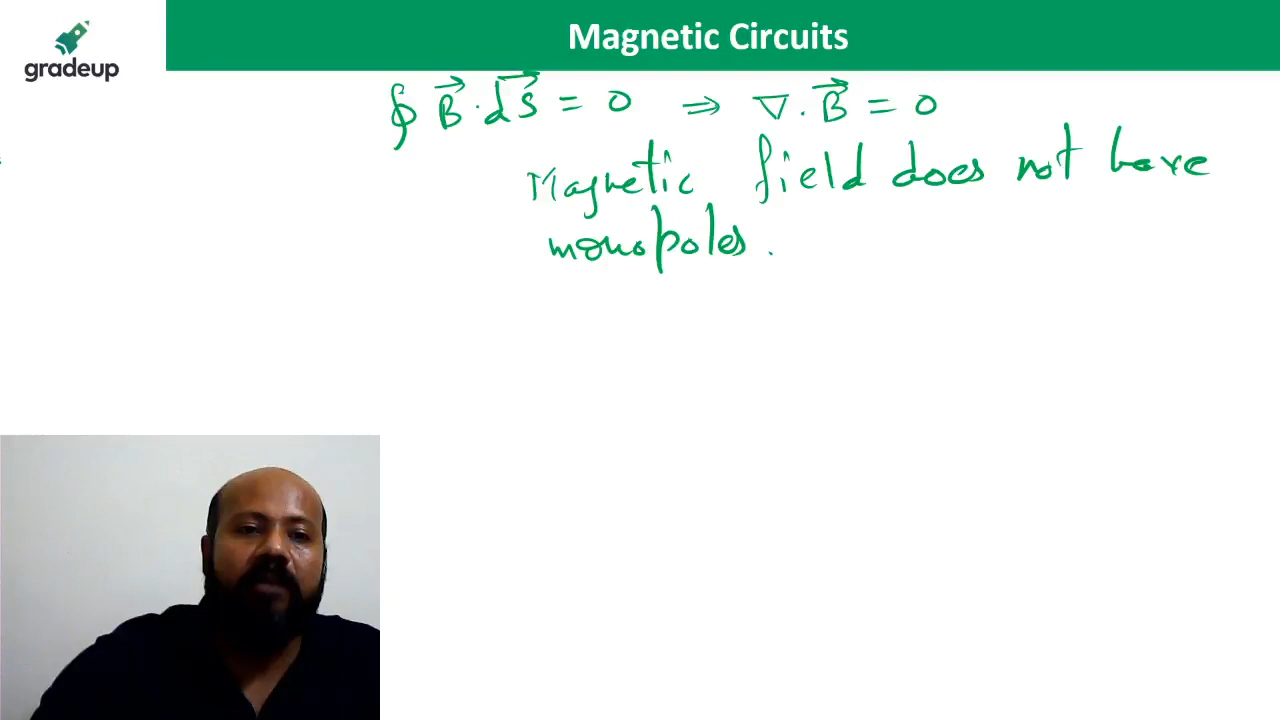 Magnetic Circuits
gradeup
∮ B⃗ · dS⃗ = 0 ⇒ ∇ · B⃗ = 0
Magnetic field does not have
monopoles.